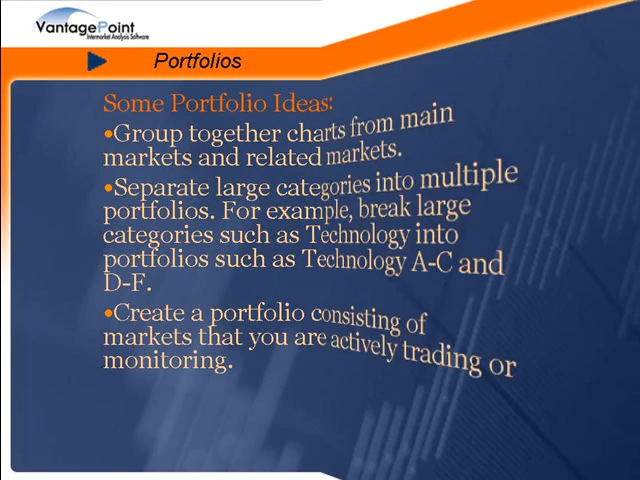 VantagePoint
Intermarket Analysis Software
Portfolios
Some Portfolio Ideas:
•Group together charts from main
markets and related markets.
•Separate large categories into multiple
portfolios. For example, break large
categories such as Technology into
portfolios such as Technology A-C and
D-F.
•Create a portfolio consisting of
markets that you are actively trading or
monitoring.